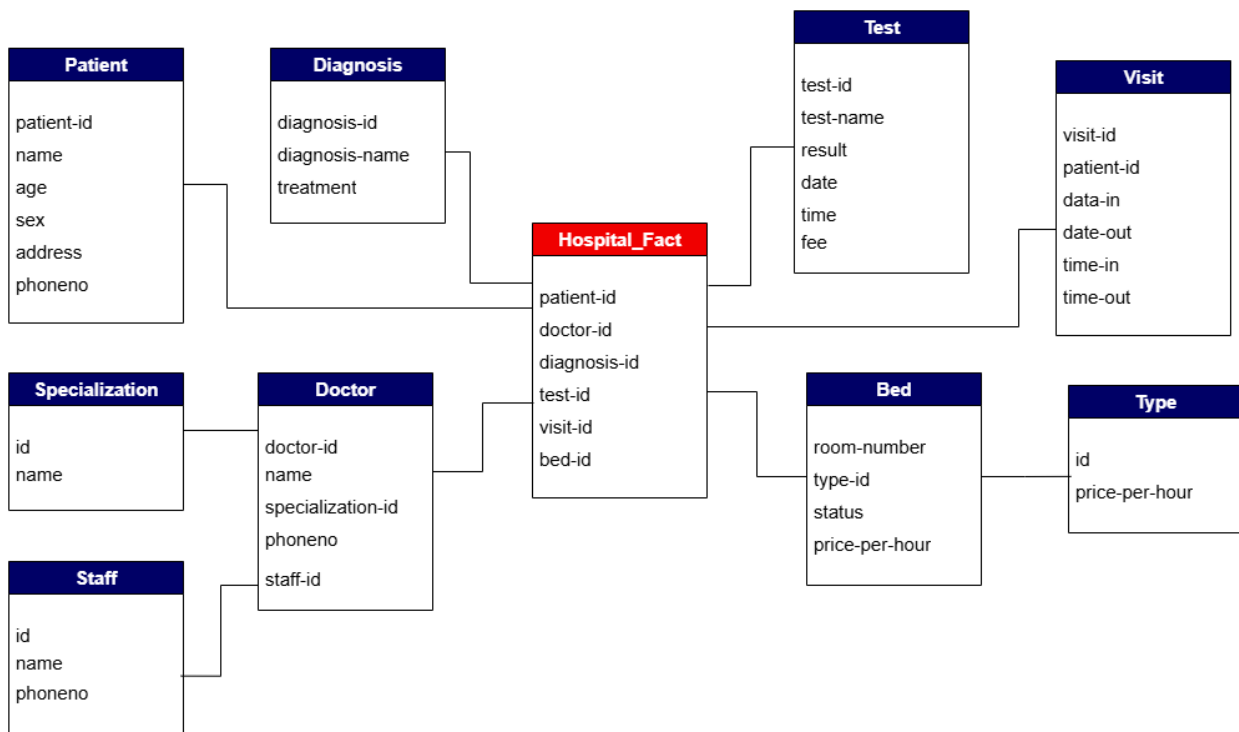 Patient
patient-id
name
age
sex
address
phoneno
Diagnosis
diagnosis-id
diagnosis-name
treatment
Test
test-id
test-name
result
date
time
fee
Visit
visit-id
patient-id
data-in
date-out
time-in
time-out
Hospital_Fact
patient-id
doctor-id
diagnosis-id
test-id
visit-id
bed-id
Specialization
id
name
Doctor
doctor-id
name
specialization-id
phoneno
staff-id
Bed
room-number
type-id
status
price-per-hour
Type
id
price-per-hour
Staff
id
name
phoneno